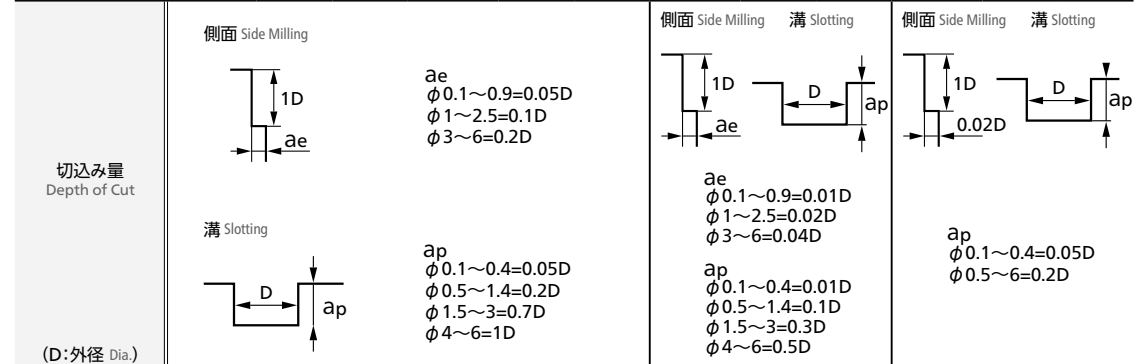 切込み量
Depth of Cut
(D:外径 Dia.)
側面 Side Milling
1D
ae
ae
φ0.1～0.9=0.05D
φ1～2.5=0.1D
φ3～6=0.2D
溝 Slotting
D
ap
ap
φ0.1～0.4=0.05D
φ0.5～1.4=0.2D
φ1.5～3=0.7D
φ4～6=1D
側面 Side Milling 溝 Slotting
1D
ae
D
ap
ae
φ0.1～0.9=0.01D
φ1～2.5=0.02D
φ3～6=0.04D
ap
φ0.1～0.4=0.01D
φ0.5～1.4=0.1D
φ1.5～3=0.3D
φ4～6=0.5D
側面 Side Milling 溝 Slotting
1D
0.02D
D
ap
ap
φ0.1～0.4=0.05D
φ0.5～6=0.2D